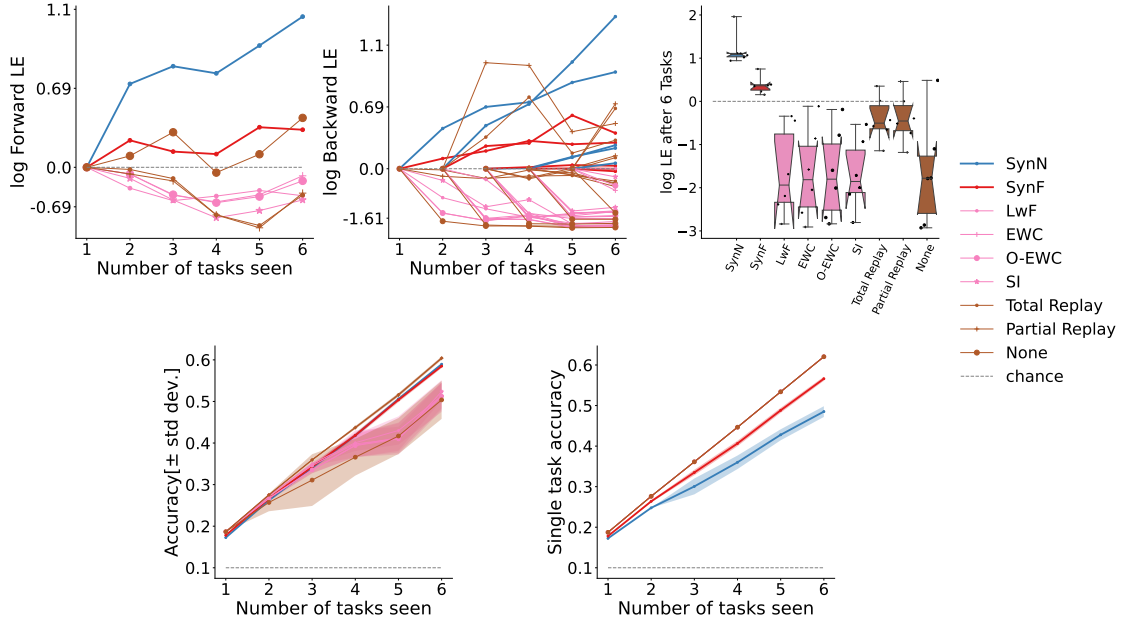 log Forward LE
1.1
0.69
0.0
-0.69
1 2 3 4 5 6
Number of tasks seen
log Backward LE
1.1
0.69
0.0
-1.61
1 2 3 4 5 6
Number of tasks seen
log LE after 6 Tasks
2
1
0
−1
−2
−3
SynN
SynF
LwF
EWC
O-EWC
SI
Total Replay
Partial Replay
None
SynN
SynF
LwF
EWC
O-EWC
SI
Total Replay
Partial Replay
None
chance
Accuracy[± std dev.]
0.6
0.5
0.4
0.3
0.2
0.1
1 2 3 4 5 6
Number of tasks seen
Single task accuracy
0.6
0.5
0.4
0.3
0.2
0.1
1 2 3 4 5 6
Number of tasks seen